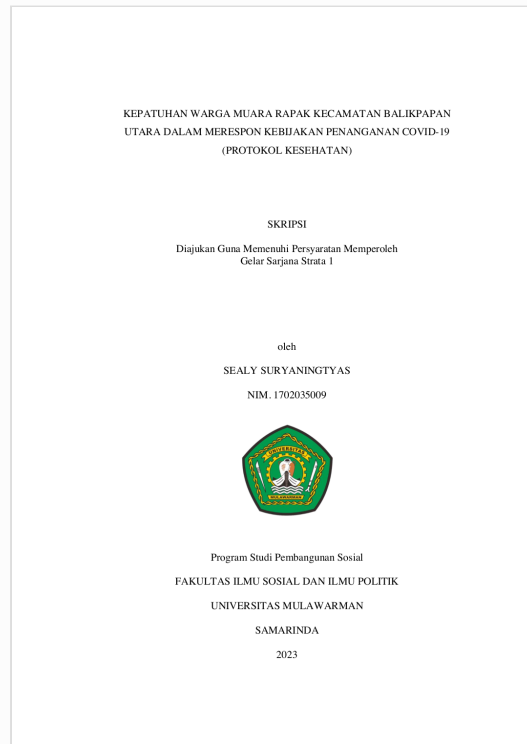 KEPATUHAN WARGA MUARA RAPAK KECAMATAN BALIKPAPAN
UTARA DALAM MERESPON KEBIJAKAN PENANGANAN COVID-19
(PROTOKOL KESEHATAN)
SKRIPSI
Diajukan Guna Memenuhi Persyaratan Memperoleh
Gelar Sarjana Strata 1
oleh
SEALY SURYANINGTYAS
NIM. 1702035009
UNIVERSITAS
MULAWARMAN
Program Studi Pembangunan Sosial
FAKULTAS ILMU SOSIAL DAN ILMU POLITIK
UNIVERSITAS MULAWARMAN
SAMARINDA
2023